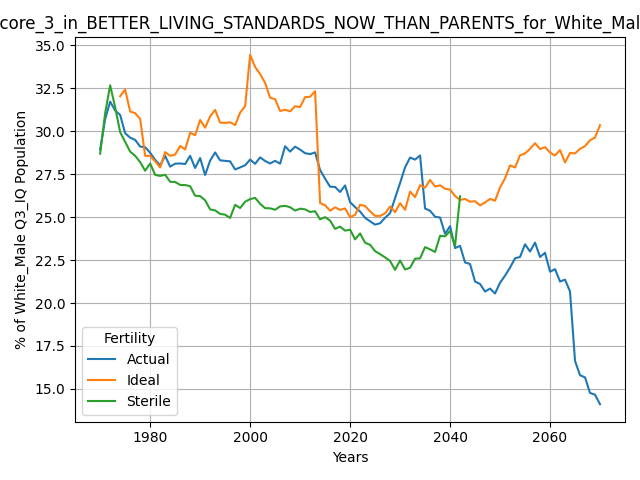 core_3_in_BETTER_LIVING_STANDARDS_NOW_THAN_PARENTS_for_White_Mal
% of White_Male Q3_IQ Population
35.0
32.5
30.0
27.5
25.0
22.5
20.0
17.5
15.0
Fertility
Actual
Ideal
Sterile
1980
2000
2020
2040
2060
Years